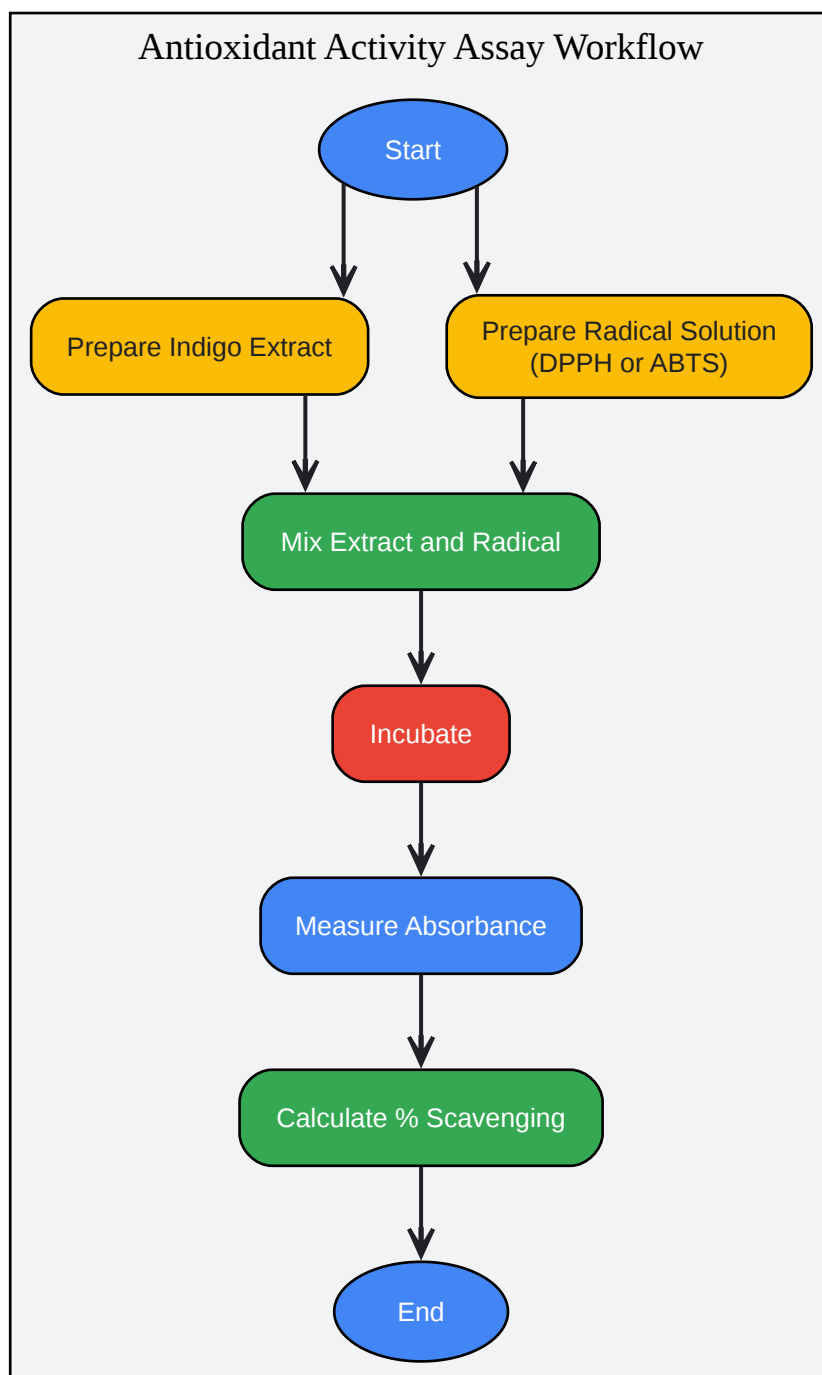 Antioxidant Activity Assay Workflow
Start
Prepare Indigo Extract
Prepare Radical Solution
(DPPH or ABTS)
Mix Extract and Radical
Incubate
Measure Absorbance
Calculate % Scavenging
End